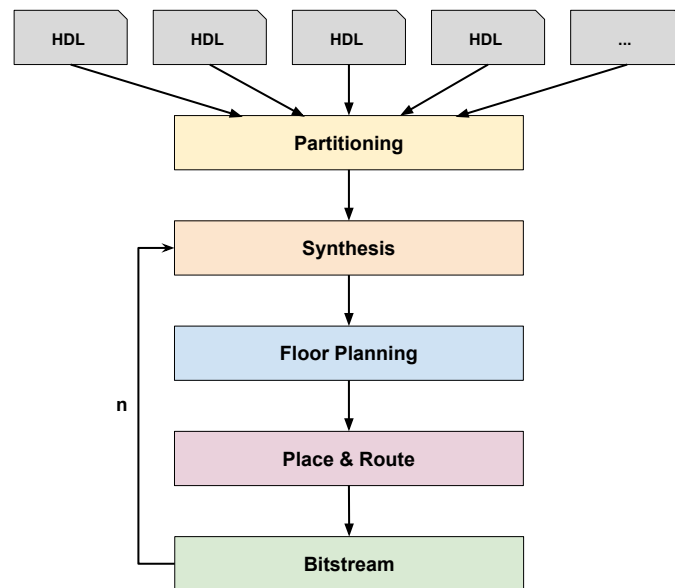 HDL
HDL
HDL
HDL
...
Partitioning
Synthesis
Floor Planning
n
Place & Route
Bitstream